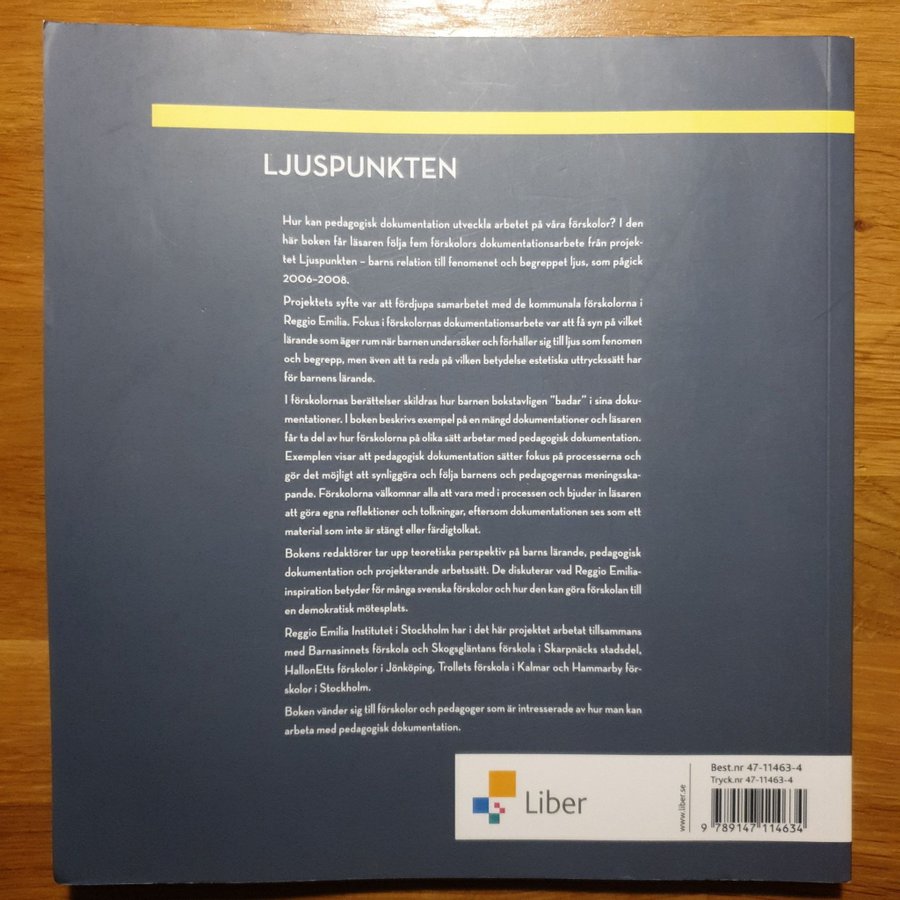 LJUSPUNKTEN
Hur kan pedagogisk dokumentation utveckla arbetet på våra förskolor? I den
här boken får läsaren följa fem förskolors dokumentationsarbete från projek-
tet Ljuspunkten – barns relation till fenomenet och begreppet ljus, som pågick
2006–2008.
Projektets syfte var att fördjupa samarbetet med de kommunala förskolorna i
Reggio Emilia. Fokus i förskolornas dokumentationsarbete var att få syn på vilket
lärande som äger rum när barnen undersöker och förhåller sig till ljus som fenomen
och begrepp, men även att ta reda på vilken betydelse estetiska uttryckssätt har
för barnens lärande.
I förskolornas berättelser skildras hur barnen bokstavligen ”badar” i sina doku-
mentationer. I boken beskrivs exempel på en mängd dokumentationer och läsaren
får ta del av hur förskolorna på olika sätt arbetar med pedagogisk dokumentation.
Exemplen visar att pedagogisk dokumentation sätter fokus på processerna och
gör det möjligt att synliggöra och följa barnens och pedagogernas meningsska-
pande. Förskolorna välkomnar alla att vara med i processen och bjuder in läsaren
att göra egna reflektioner och tolkningar, eftersom dokumentationen ses som ett
material som inte är stängt eller färdigtolkat.
Bokens redaktörer tar upp teoretiska perspektiv på barns lärande, pedagogisk
dokumentation och projekterande arbetssätt. De diskuterar vad Reggio Emilia-
inspiration betyder för många svenska förskolor och hur den kan göra förskolan till
en demokratisk mötesplats.
Reggio Emilia Institutet i Stockholm har i det här projektet arbetat tillsammans
med Barnasinnets förskola och Skogsgläntans förskola i Skarpnäcks stadsdel,
HallonEtts förskolor i Jönköping, Trollets förskola i Kalmar och Hammarby för-
skolor i Stockholm.
Boken vänder sig till förskolor och pedagoger som är intresserade av hur man kan
arbeta med pedagogisk dokumentation.
Liber
www.liber.se
Best.nr 47-11463-4
Tryck.nr 47-11463-4
9 789147 114634